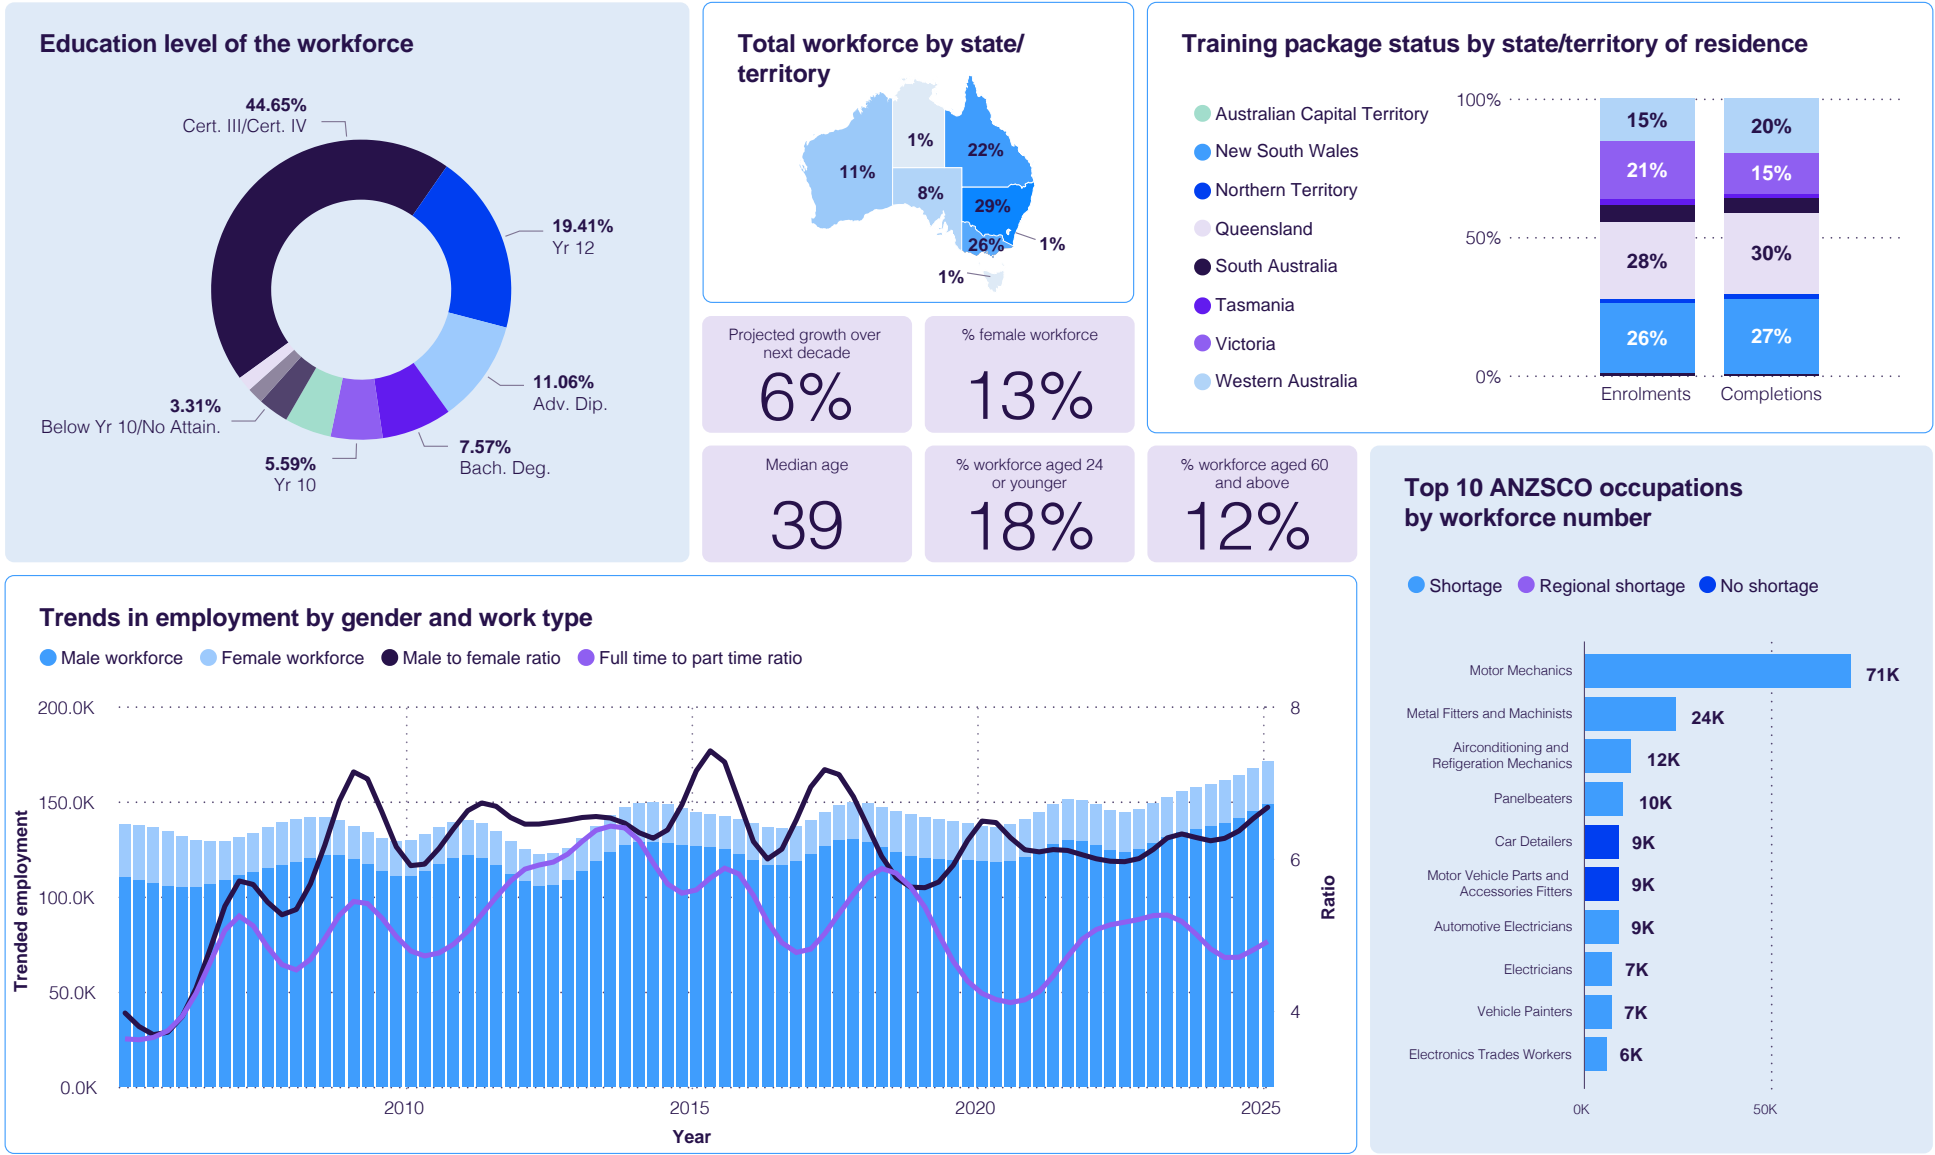 Education level of the workforce
44.65%
Cert. III/Cert. IV
19.41%
Yr 12
11.06%
Adv. Dip.
7.57%
Bach. Deg.
5.59%
Yr 10
3.31%
Below Yr 10/No Attain.
Total workforce by state/
territory
11%
1%
22%
8%
29%
26%
1%
1%
Training package status by state/territory of residence
Australian Capital Territory
New South Wales
Northern Territory
Queensland
South Australia
Tasmania
Victoria
Western Australia
100%
50%
0%
15%
21%
28%
26%
20%
15%
30%
27%
Enrolments
Completions
Projected growth over
next decade
6%
% female workforce
13%
Median age
39
% workforce aged 24
or younger
18%
% workforce aged 60
and above
12%
Trends in employment by gender and work type
Male workforce
Female workforce
Male to female ratio
Full time to part time ratio
Trended employment
200.0K
150.0K
100.0K
50.0K
0.0K
8
6
4
Ratio
2010
2015
2020
2025
Year
Top 10 ANZSCO occupations
by workforce number
Shortage
Regional shortage
No shortage
Motor Mechanics
71K
Metal Fitters and Machinists
24K
Airconditioning and
Refigeration Mechanics
12K
Panelbeaters
10K
Car Detailers
9K
Motor Vehicle Parts and
Accessories Fitters
9K
Automotive Electricians
9K
Electricians
7K
Vehicle Painters
7K
Electronics Trades Workers
6K
0K
50K